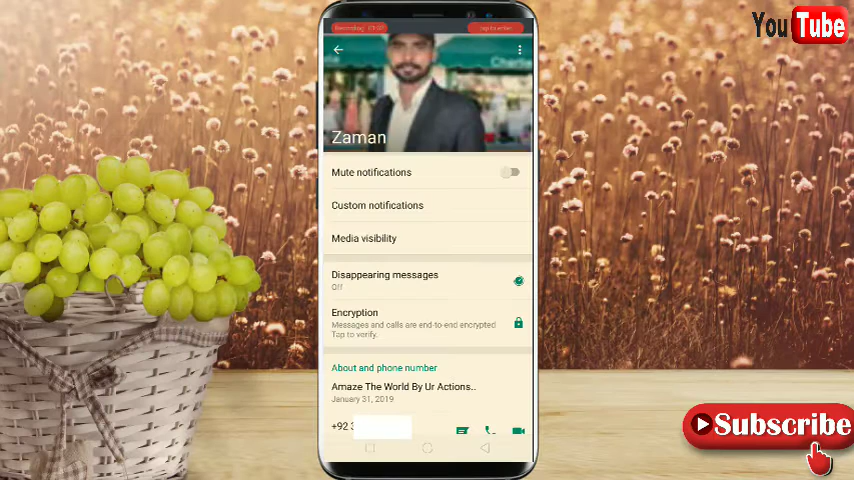 YouTube
Zaman
Mute notifications
Custom notifications
Media visibility
Disappearing messages
Off
Encryption
Messages and calls are end-to-end encrypted
Tap to verify.
About and phone number
Amaze The World By Ur Actions..
January 31, 2019
+92 3
Subscribe